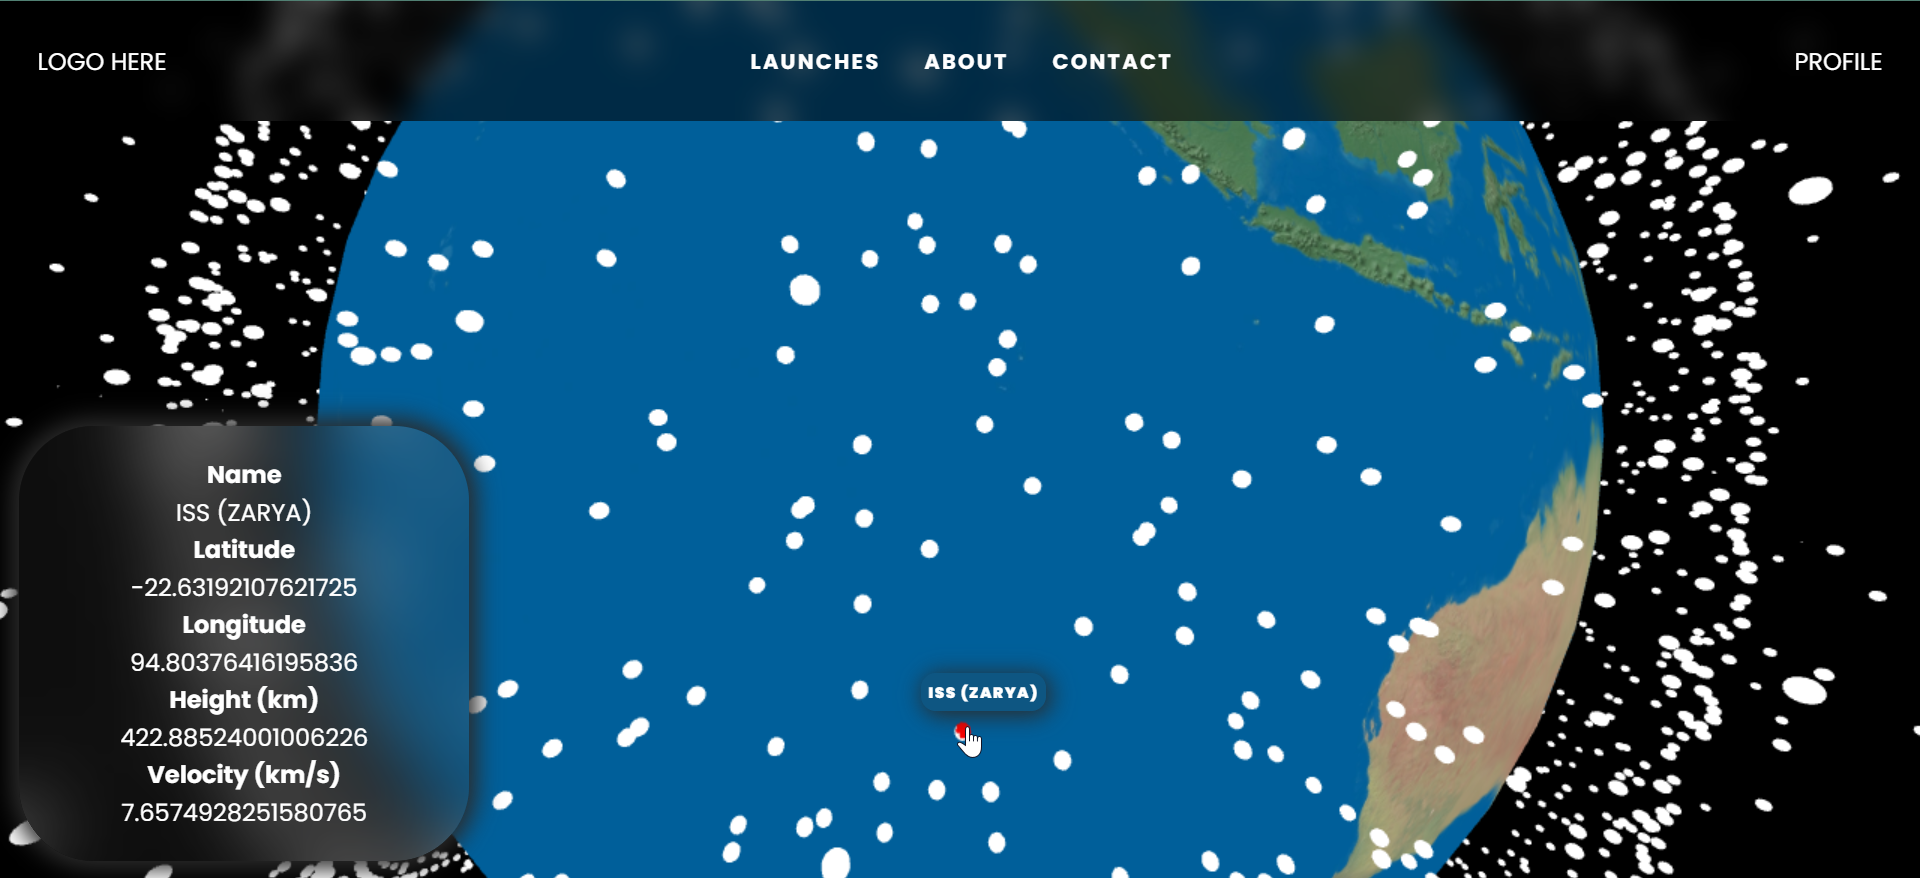 LOGO HERE
LAUNCHES ABOUT CONTACT
PROFILE
ISS (ZARYA)
Name
ISS (ZARYA)
Latitude
-22.63192107621725
Longitude
94.80376416195836
Height (km)
422.88524001006226
Velocity (km/s)
7.6574928251580765